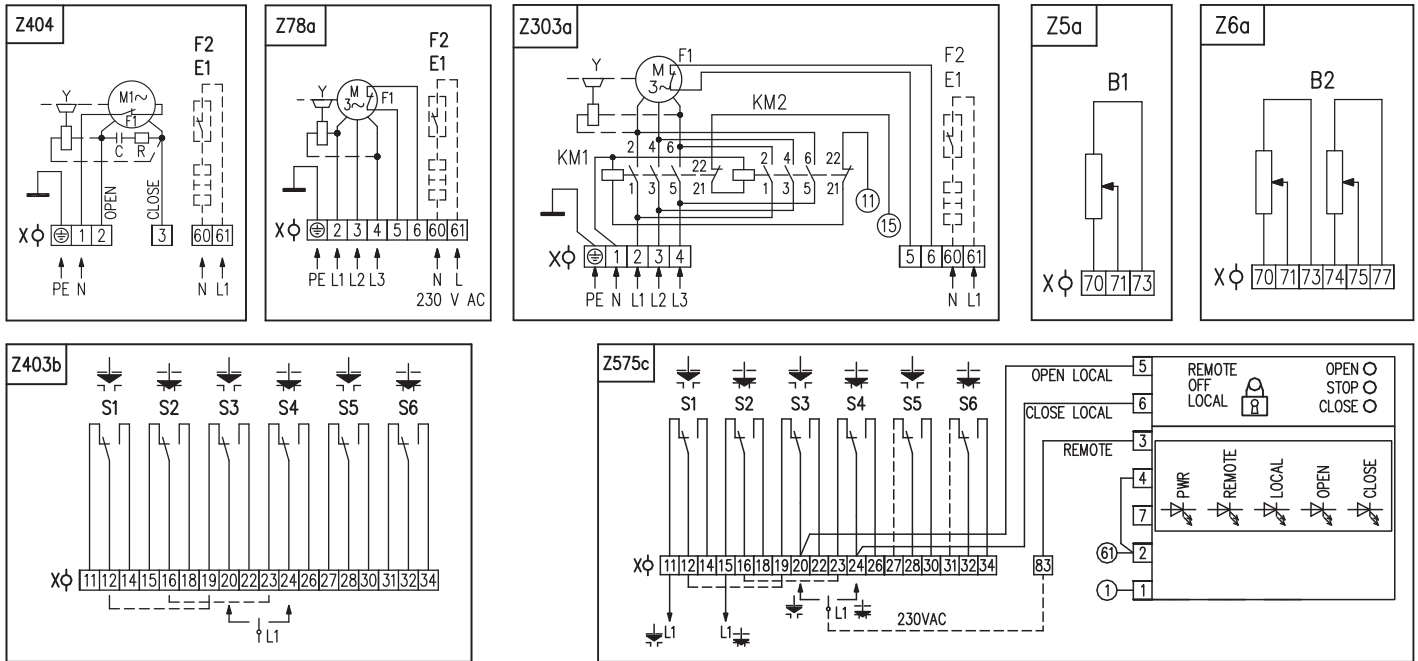 Z404
F2
E1
Y
M1~
F1
C R
OPEN
CLOSE
X 1 2 3 60 61
PE N N L1
Z78a
F2
E1
Y
M
3~
F1
X 2 3 4 5 6 60 61
PE L1 L2 L3 N L
230 V AC
Z303a
F1
F2
E1
Y
M
3~
KM2
KM1
2 4 6 22 2 4 6 22
1 3 5 21 1 3 5 21
11
15
X 1 2 3 4 5 6 60 61
PE N L1 L2 L3 N L1
Z5a
B1
X 70 71 73
Z6a
B2
X 70 71 73 74 75 77
Z403b
S1 S2 S3 S4 S5 S6
X 11 12 14 15 16 18 19 20 22 23 24 26 27 28 30 31 32 34
L1
Z575c
S1 S2 S3 S4 S5 S6
X 11 12 14 15 16 18 19 20 22 23 24 26 27 28 30 31 32 34 83
L1 L1 L1
230VAC
OPEN LOCAL 5
CLOSE LOCAL 6
REMOTE 3
4
7
61 2
1 1
REMOTE
OFF
LOCAL
OPEN
STOP
CLOSE
PWR
REMOTE
LOCAL
OPEN
CLOSE